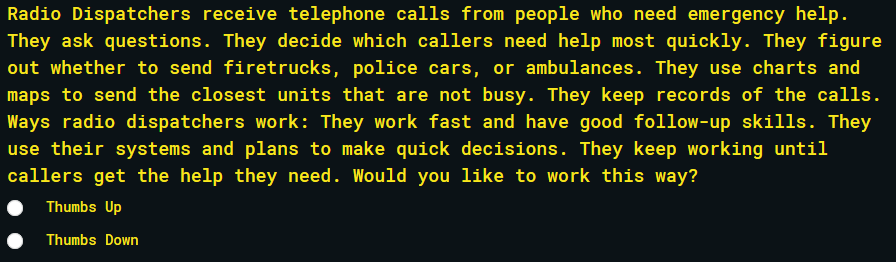 Radio Dispatchers receive telephone calls from people who need emergency help.
They ask questions. They decide which callers need help most quickly. They figure
out whether to send firetrucks, police cars, or ambulances. They use charts and
maps to send the closest units that are not busy. They keep records of the calls.
Ways radio dispatchers work: They work fast and have good follow-up skills. They
use their systems and plans to make quick decisions. They keep working until
callers get the help they need. Would you like to work this way?
Thumbs Up
Thumbs Down